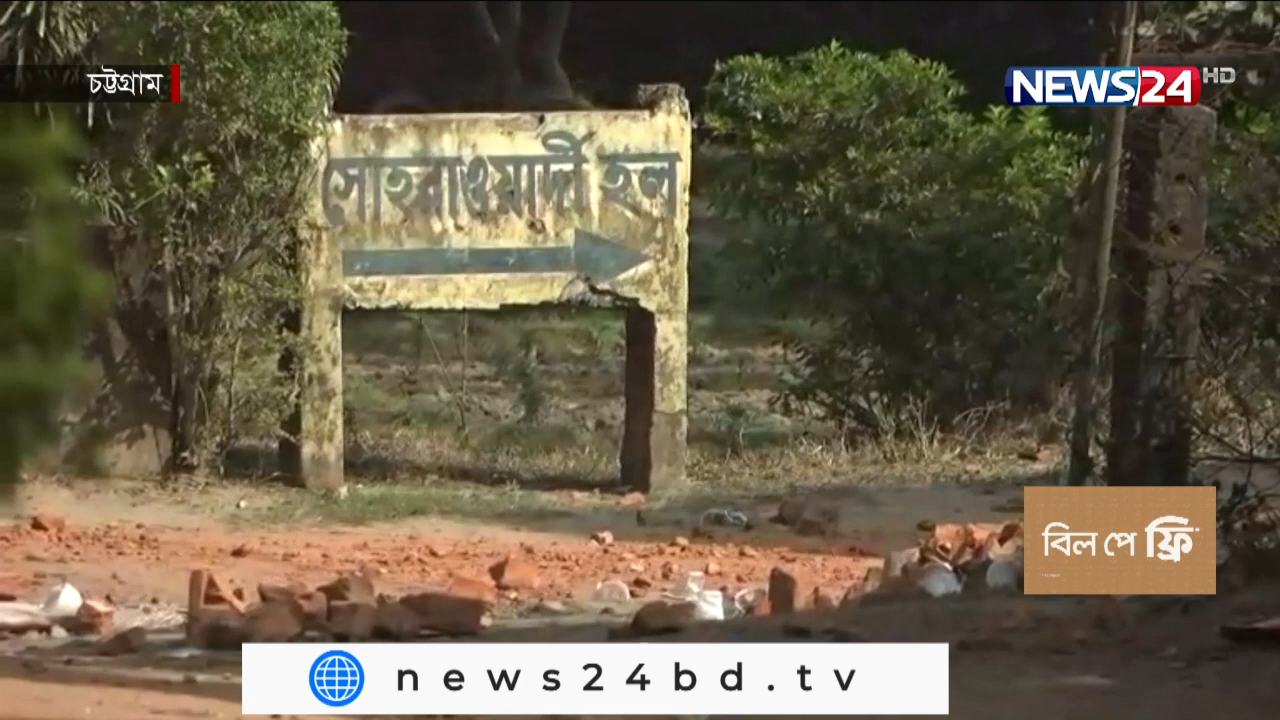 চট্টগ্রাম
NEWS24 HD
সোহরাওয়ার্দী হল
বিল পে ফ্রি
news24bd.tv